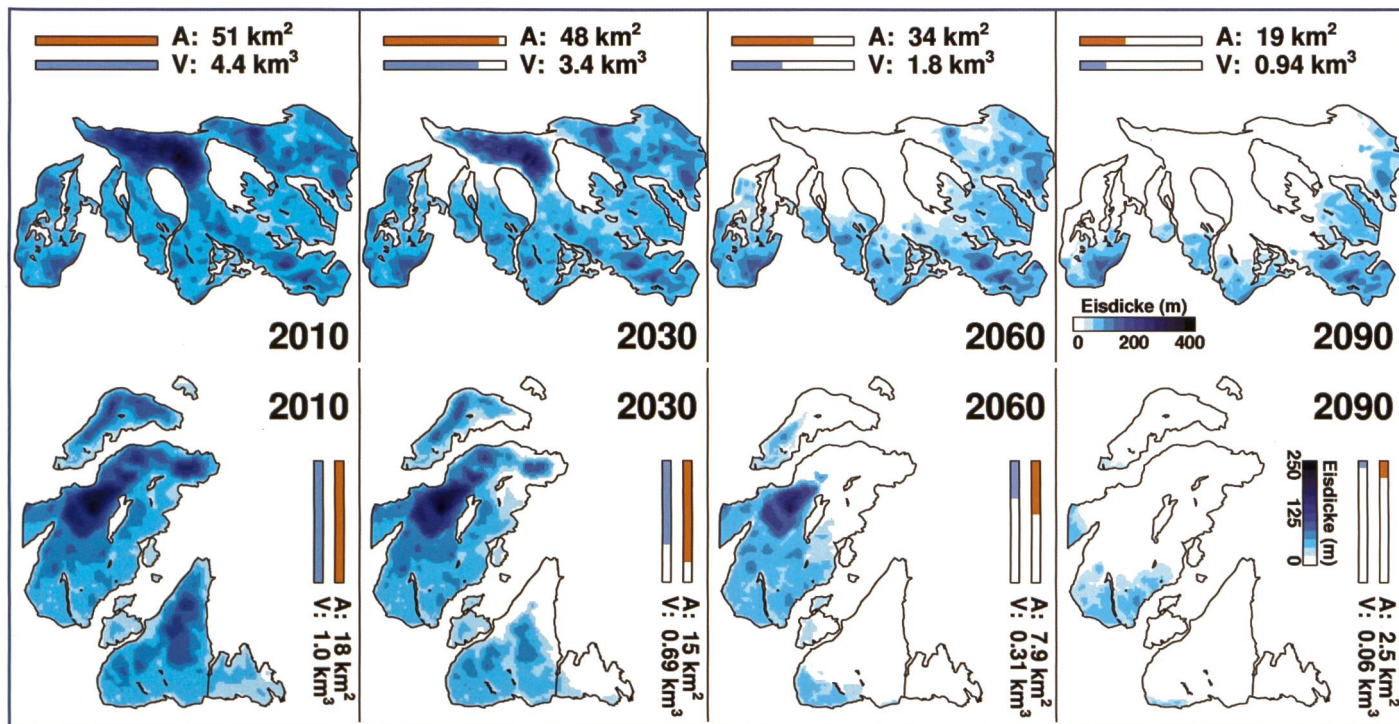 A: 51 km²
V: 4.4 km³
2010
A: 48 km²
V: 3.4 km³
2030
A: 34 km²
V: 1.8 km³
2060
A: 19 km²
V: 0.94 km³
Eisdicke (m)
0 200 400
2090
2010
A: 18 km²
V: 1.0 km³
2030
A: 15 km²
V: 0.69 km³
2060
A: 7.9 km²
V: 0.31 km³
2090
Eisdicke (m)
0 125 250
A: 2.5 km²
V: 0.06 km³